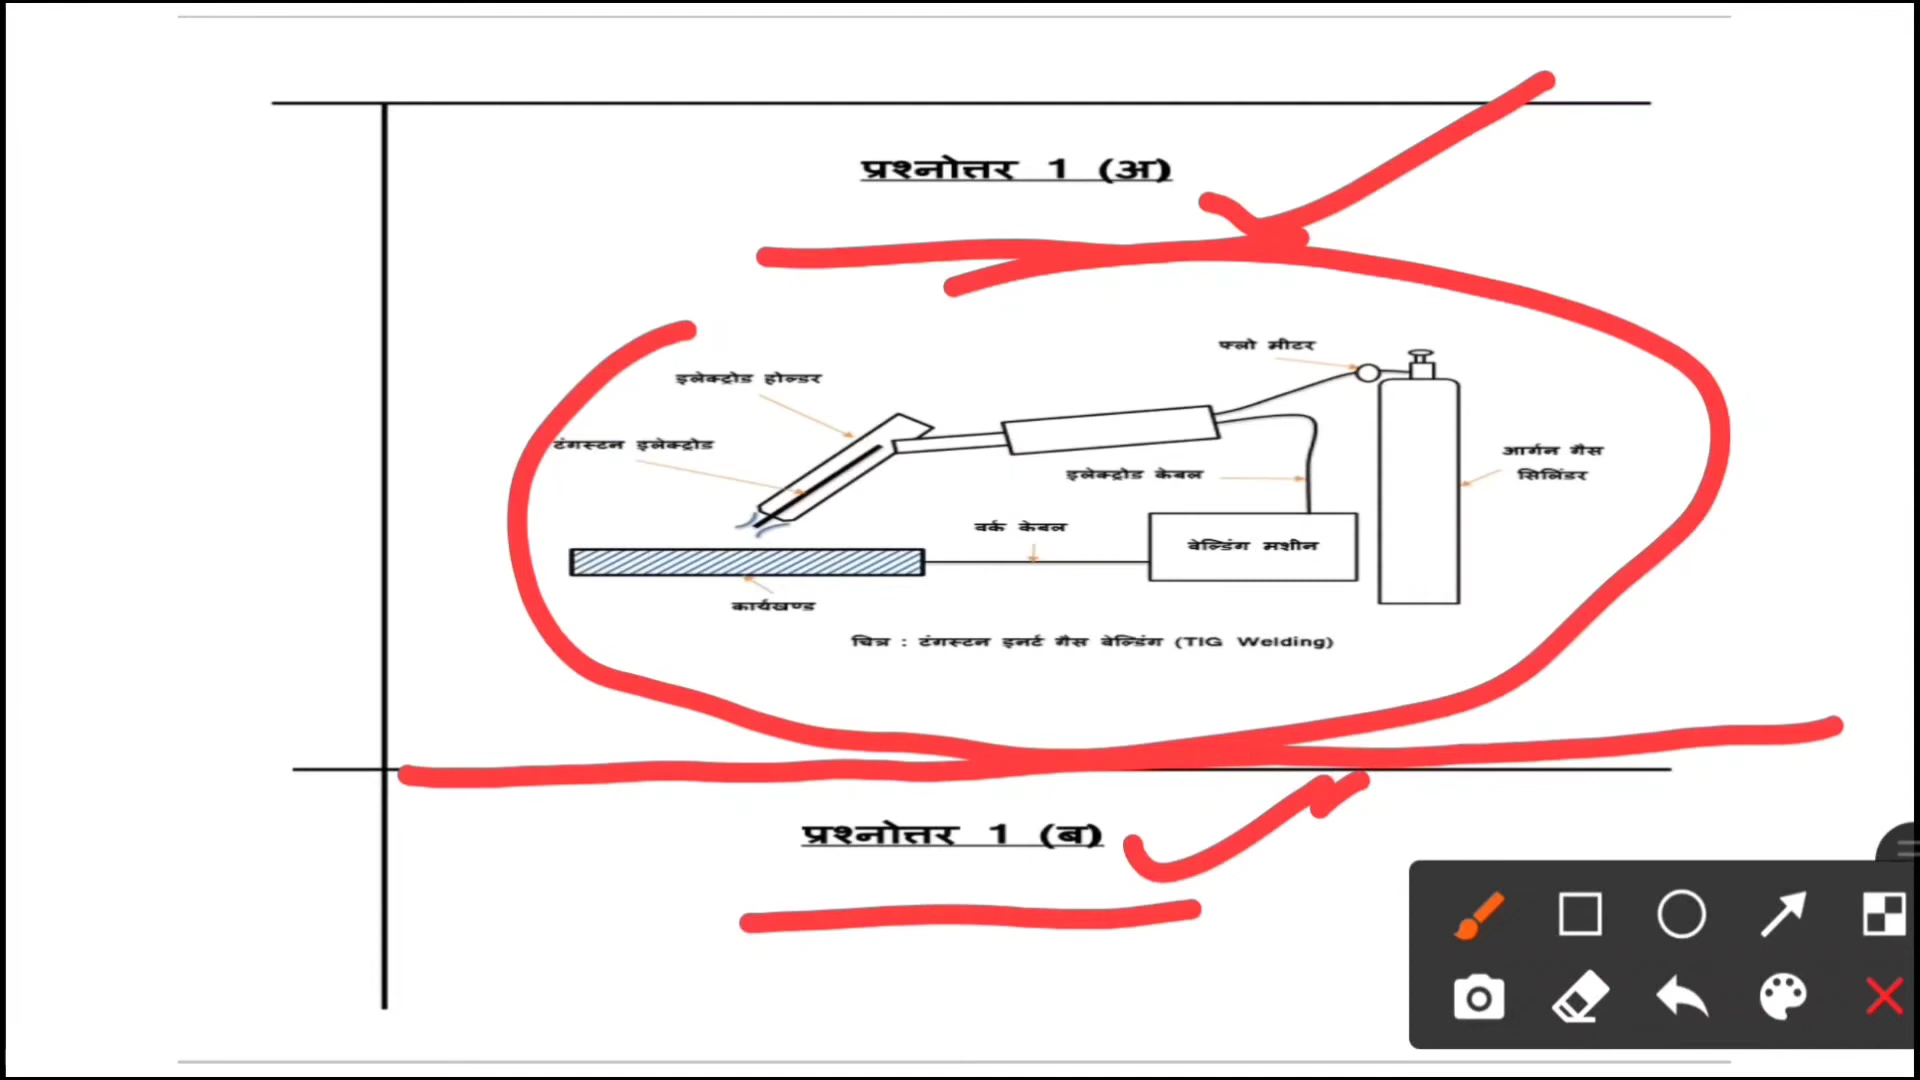 प्रश्नोत्तर 1 (अ)
फ्लो मीटर
इलेक्ट्रोड होल्डर
टंगस्टन इलेक्ट्रोड
आर्गन गैस
सिलिंडर
इलेक्ट्रोड केबल
वर्क केबल
वेल्डिंग मशीन
कार्यखण्ड
चित्र : टंगस्टन इनर्ट गैस वेल्डिंग (TIG Welding)
प्रश्नोत्तर 1 (ब)